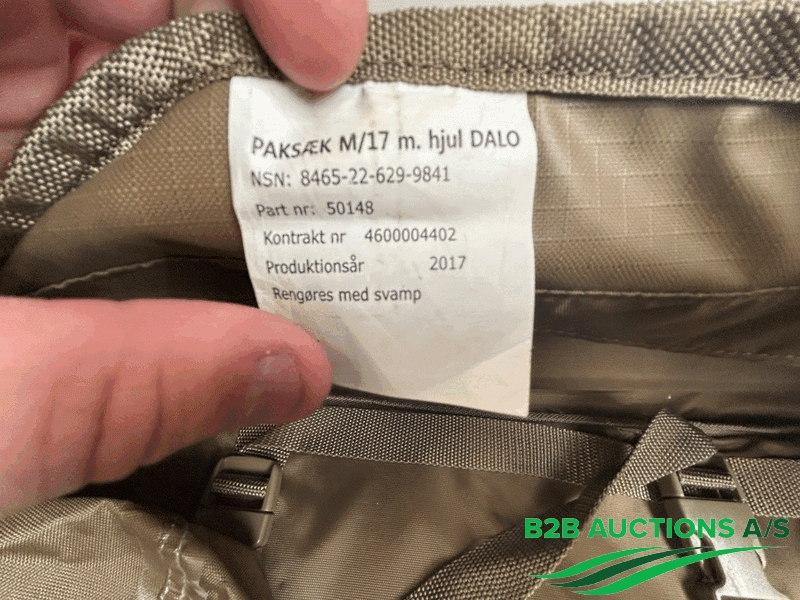 PAKSÆK M/17 m. hjul DALO
NSN: 8465-22-629-9841
Part nr: 50148
Kontrakt nr 4600004402
Produktionsår 2017
Rengøres med svamp
B2B AUCTIONS A/S